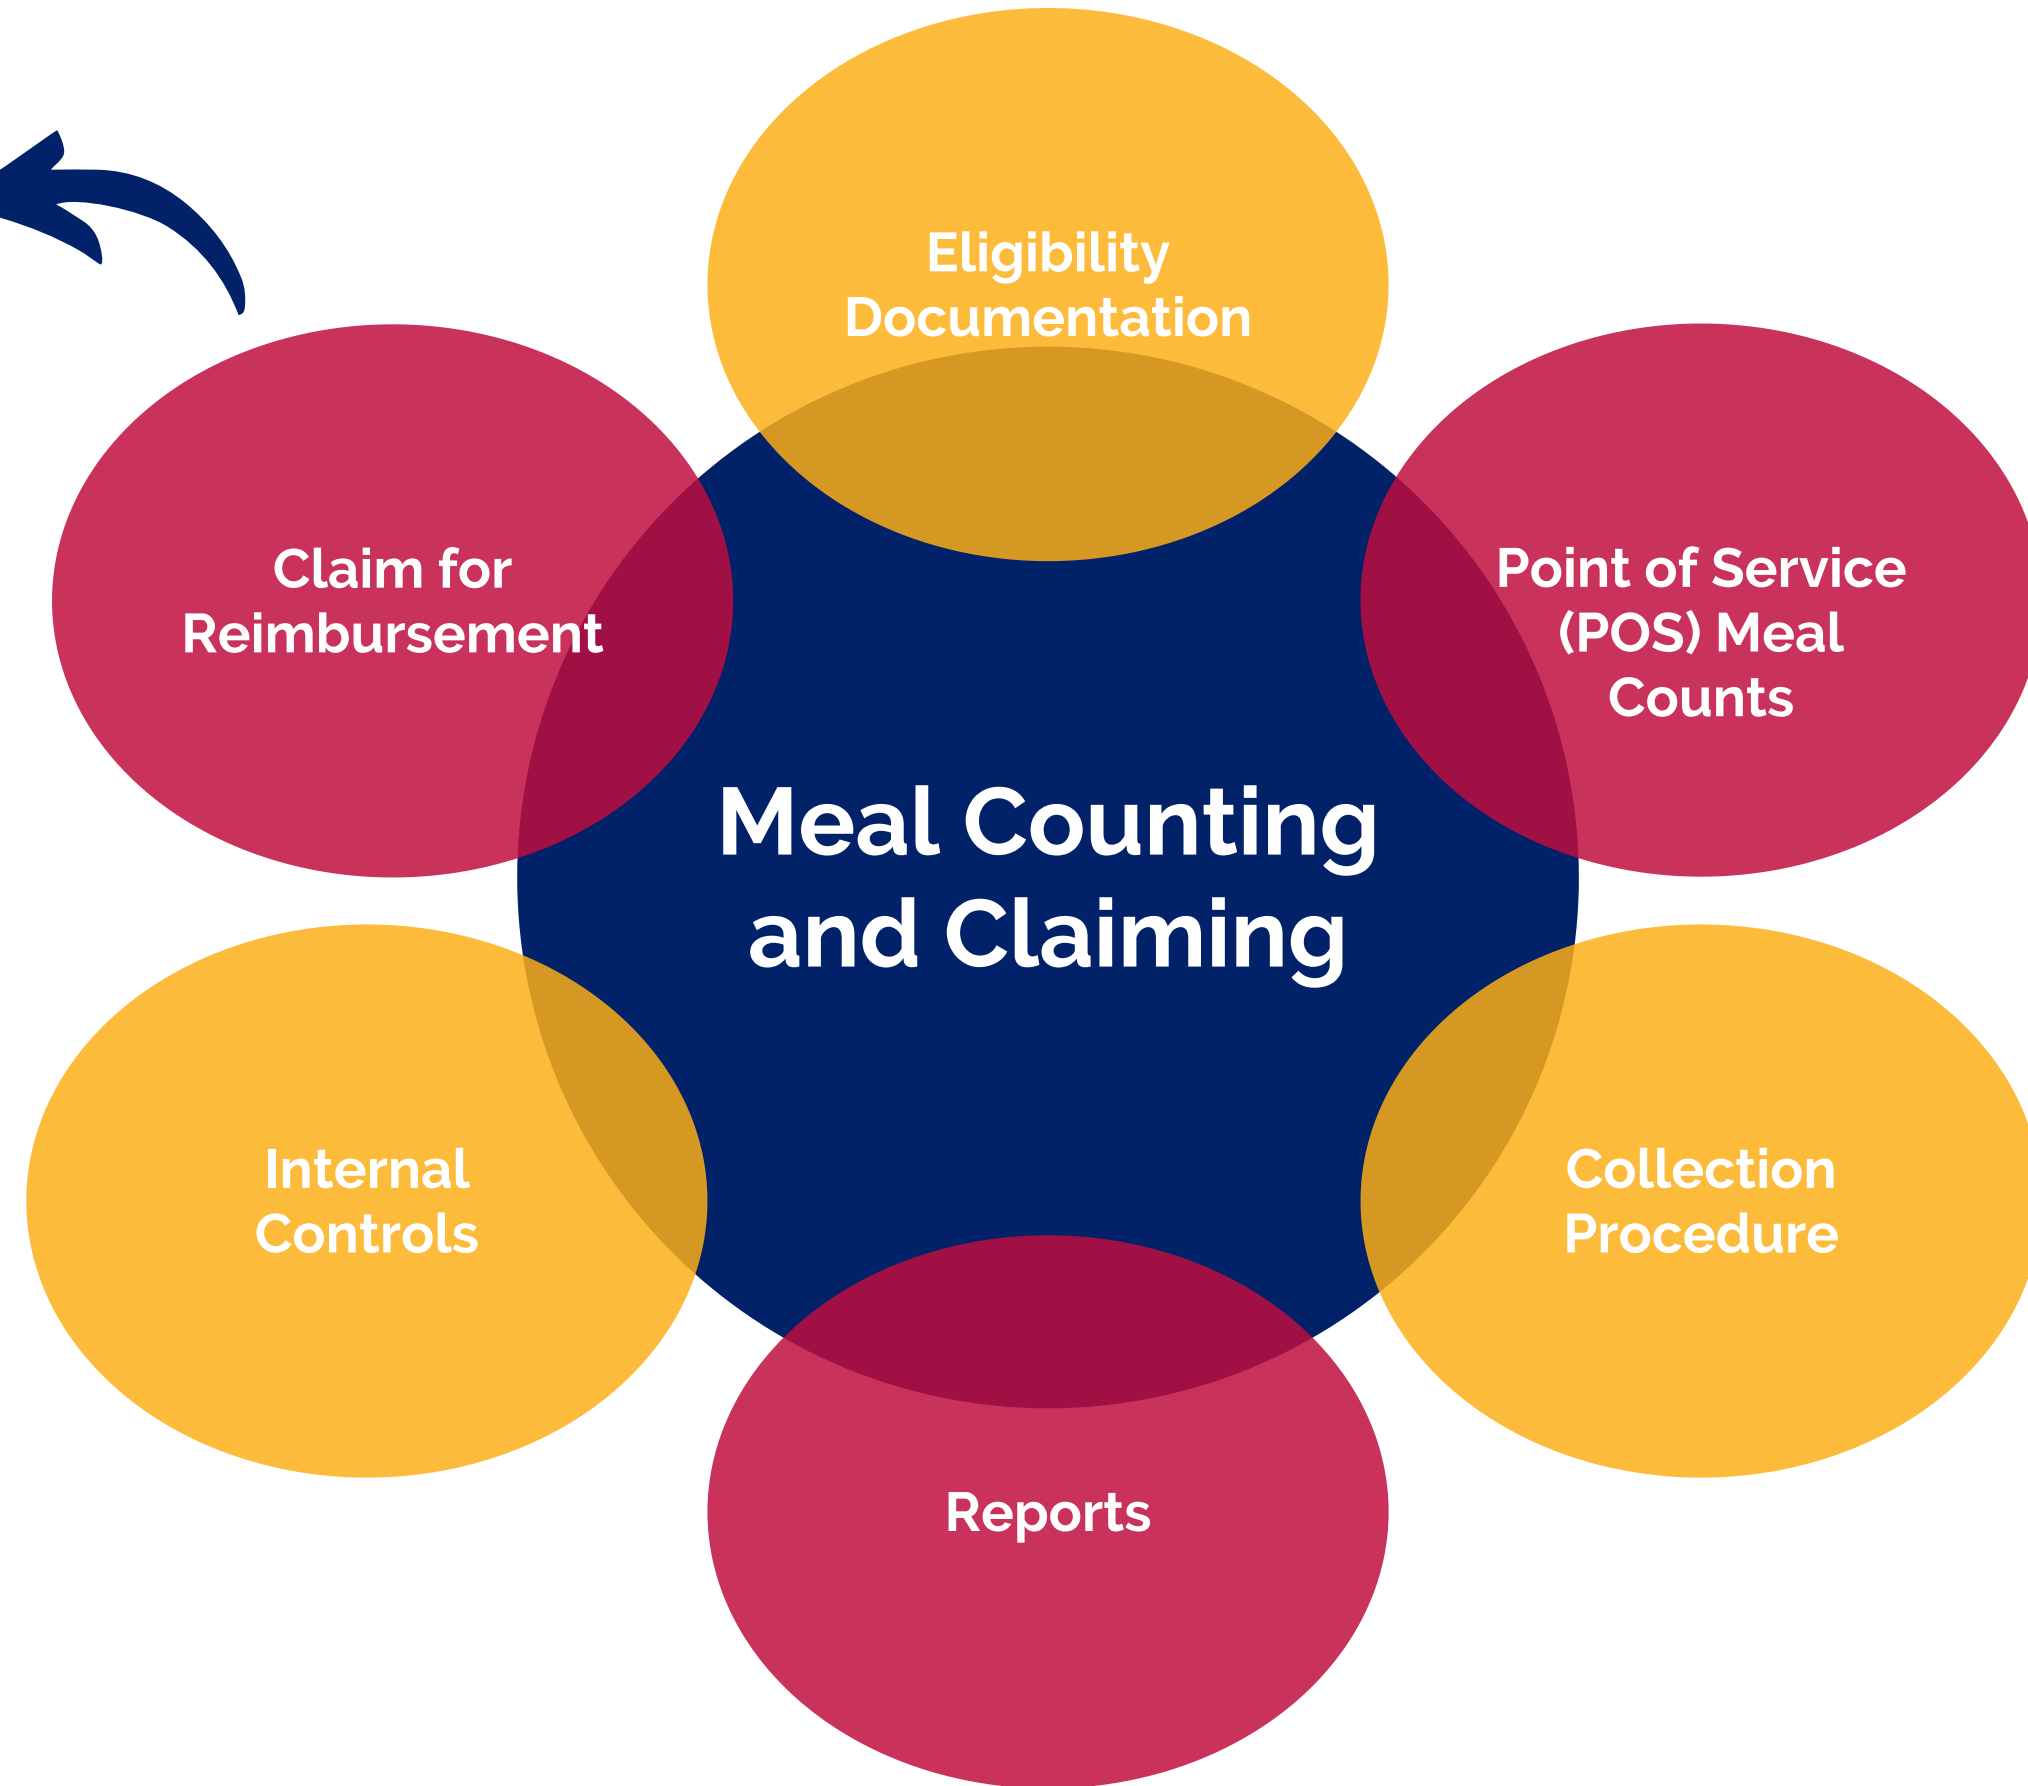 Eligibility
Documentation
Claim for
Reimbursement
Point of Service
(POS) Meal
Counts
Meal Counting
and Claiming
Internal
Controls
Collection
Procedure
Reports